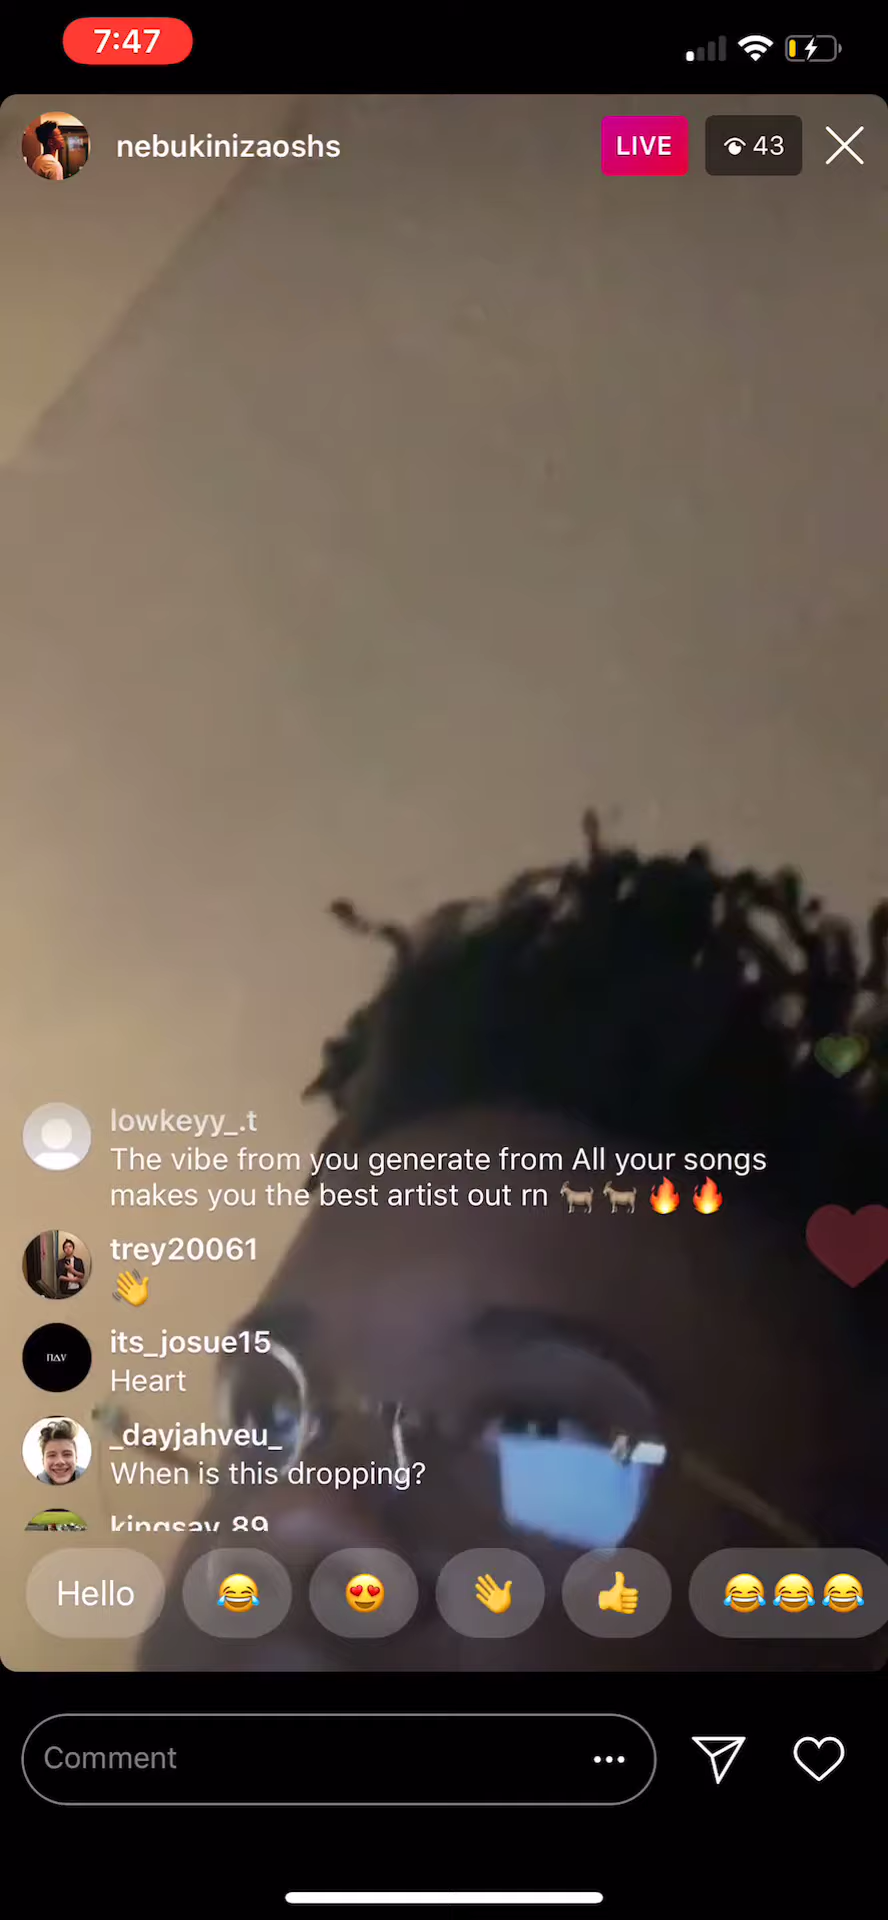 7:47
nebukinizaoshs
LIVE
43
lowkeyy_.t
The vibe from you generate from All your songs
makes you the best artist out rn 🐐🐐🔥🔥
trey20061
👋
its_josue15
Heart
_dayjahveu_
When is this dropping?
kingsav_89
Hello
😂
😍
👋
👍
😂😂😂
Comment